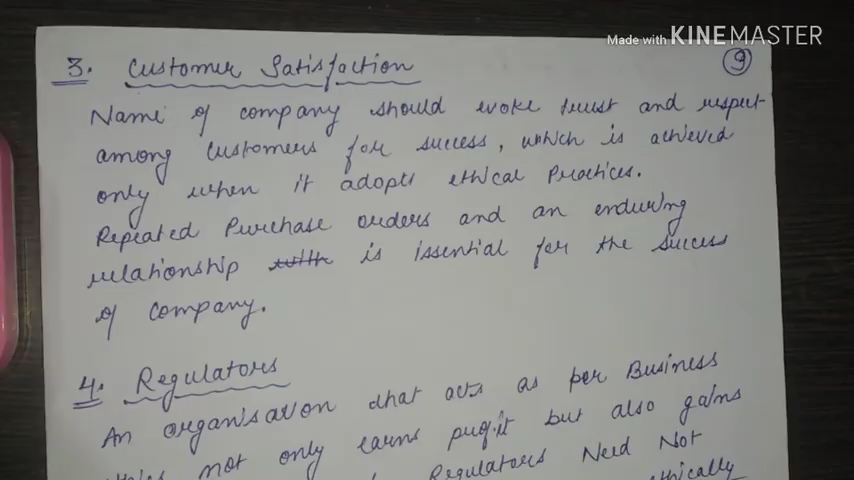 Made with KINEMASTER
9
3. Customer Satisfaction
Name of company should evoke trust and respect
among customers for success, which is achieved
only when it adopts ethical Practices.
Repeated Purchase orders and an enduring
relationship with is issential for the success
of company.
4. Regulators
An organisation that acts as per Business
not only earns profit but also gains
Regulators Need Not
ethically